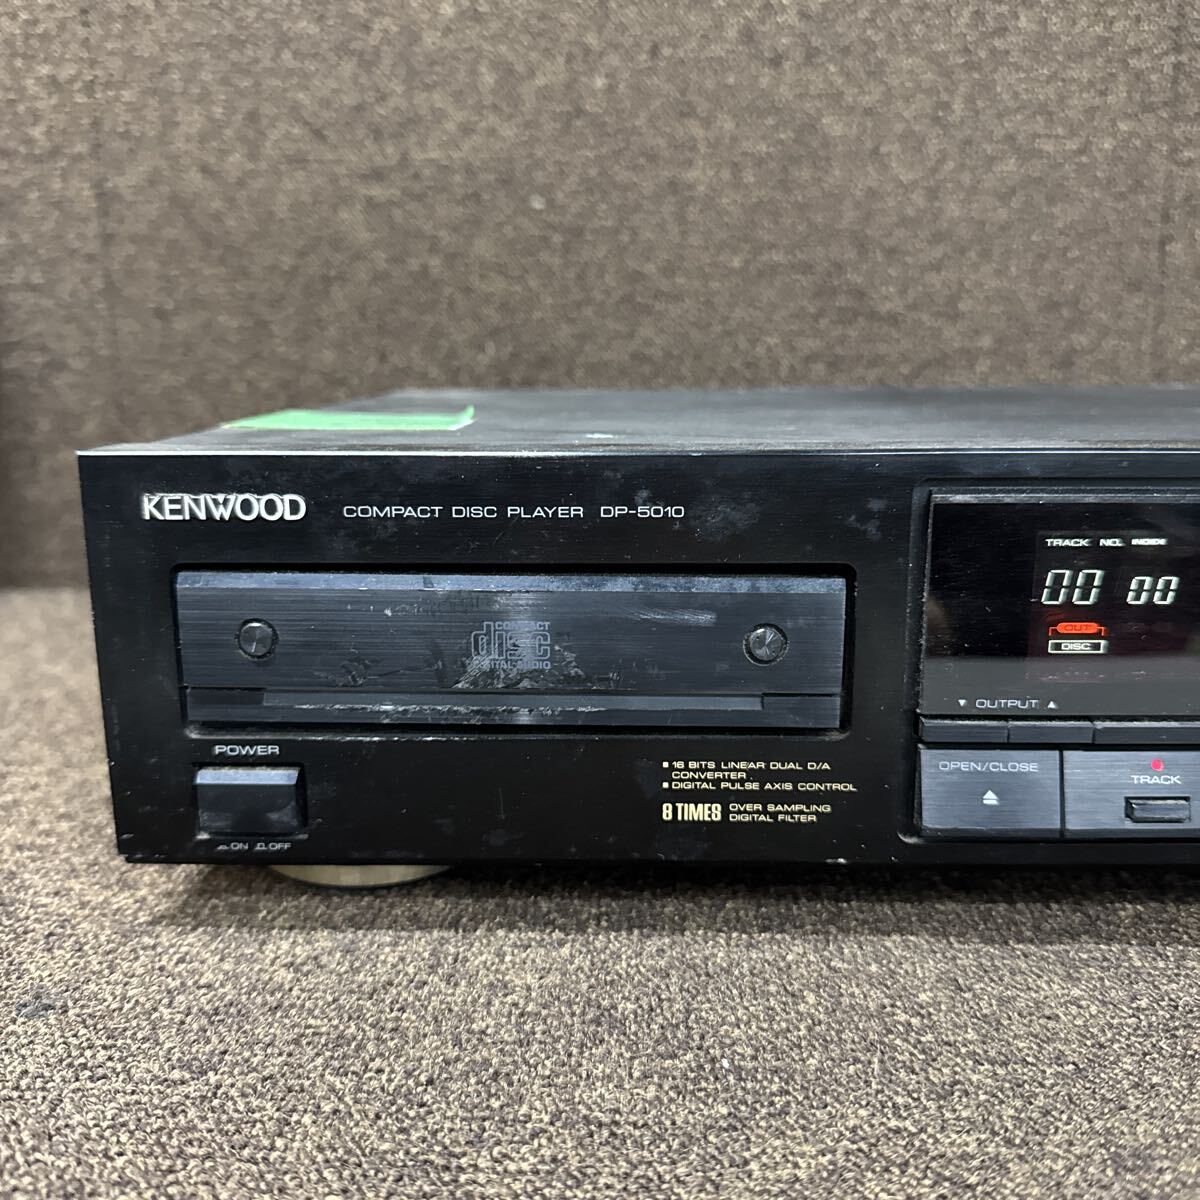 KENWOOD COMPACT DISC PLAYER DP-5010
TRACK NO. INDEX
00 00
OUT
DISC
COMPACT
disc
DIGITAL AUDIO
▼ OUTPUT ▲
POWER
ON OFF
16 BITS LINEAR DUAL D/A
CONVERTER.
DIGITAL PULSE AXIS CONTROL
8 TIMES OVER SAMPLING
DIGITAL FILTER
OPEN/CLOSE
TRACK